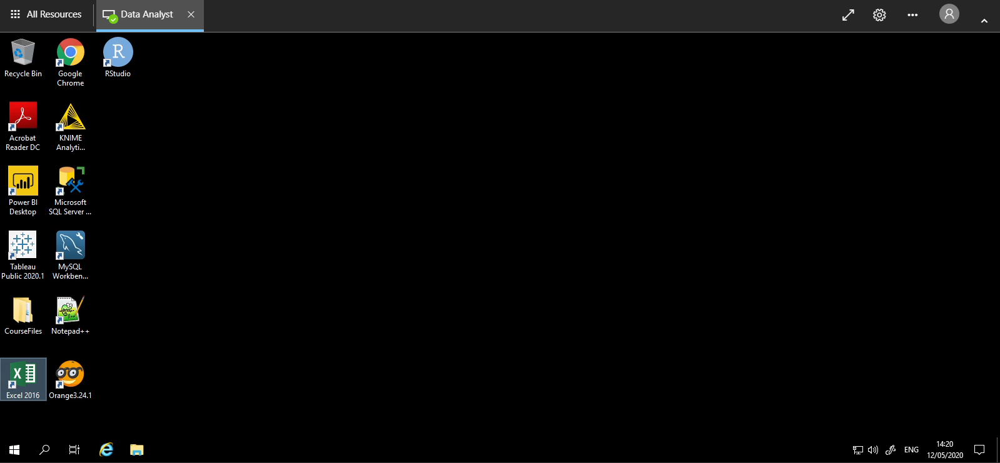 All Resources
Data Analyst
Recycle Bin
Google
Chrome
R
RStudio
Acrobat
Reader DC
KNIME
Analyti...
Power BI
Desktop
Microsoft
SQL Server ...
Tableau
Public 2020.1
MySQL
Workben...
CourseFiles
Notepad++
X
Excel 2016
Orange3.24.1
ENG
14:20
12/05/2020